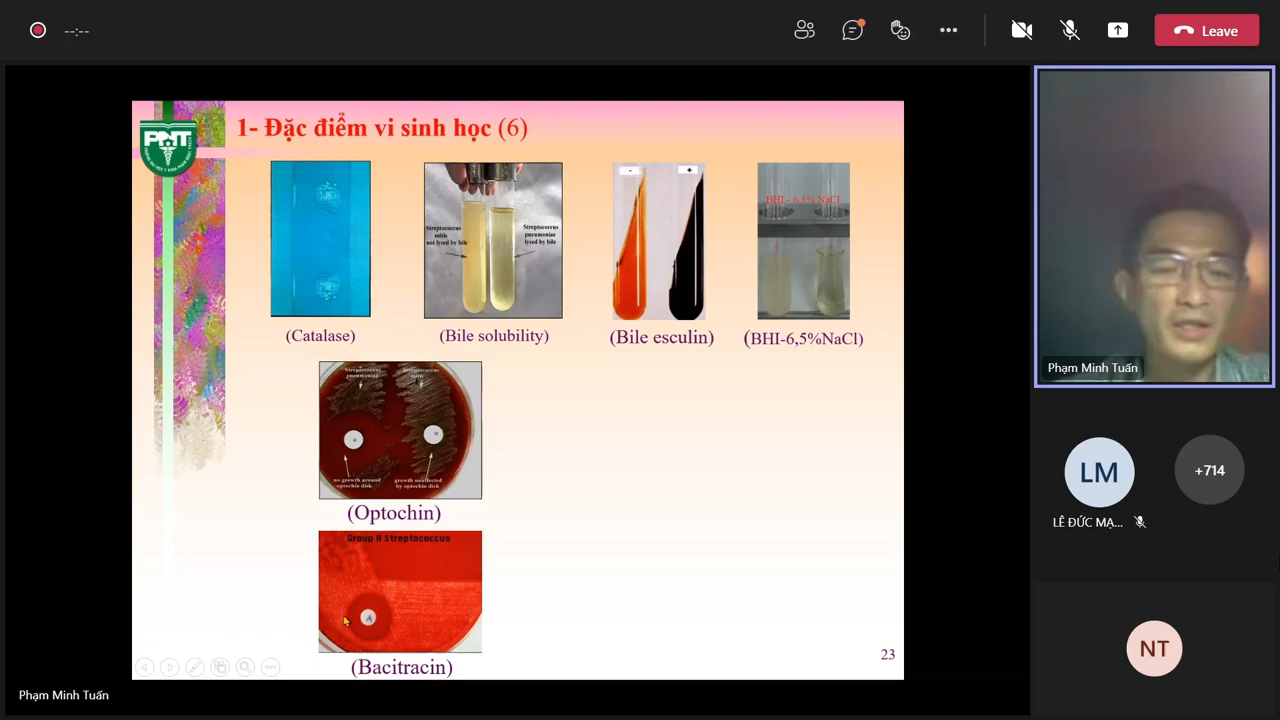 --:--
Leave
PNT
1- Đặc điểm vi sinh học (6)
Streptococcus
mitis
not lysed by bile
Streptococcus
pneumoniae
lysed by bile
-
+
BHI - 6,5% NaCl
(Catalase)
(Bile solubility)
(Bile esculin)
(BHI-6,5%NaCl)
Streptococcus
pneumoniae
Streptococcus
mitis
no growth around
optochin disk
growth unaffected
by optochin disk
(Optochin)
Group A Streptococcus
A
(Bacitracin)
23
Phạm Minh Tuấn
Phạm Minh Tuấn
LM
+714
LÊ ĐỨC MẠ...
NT